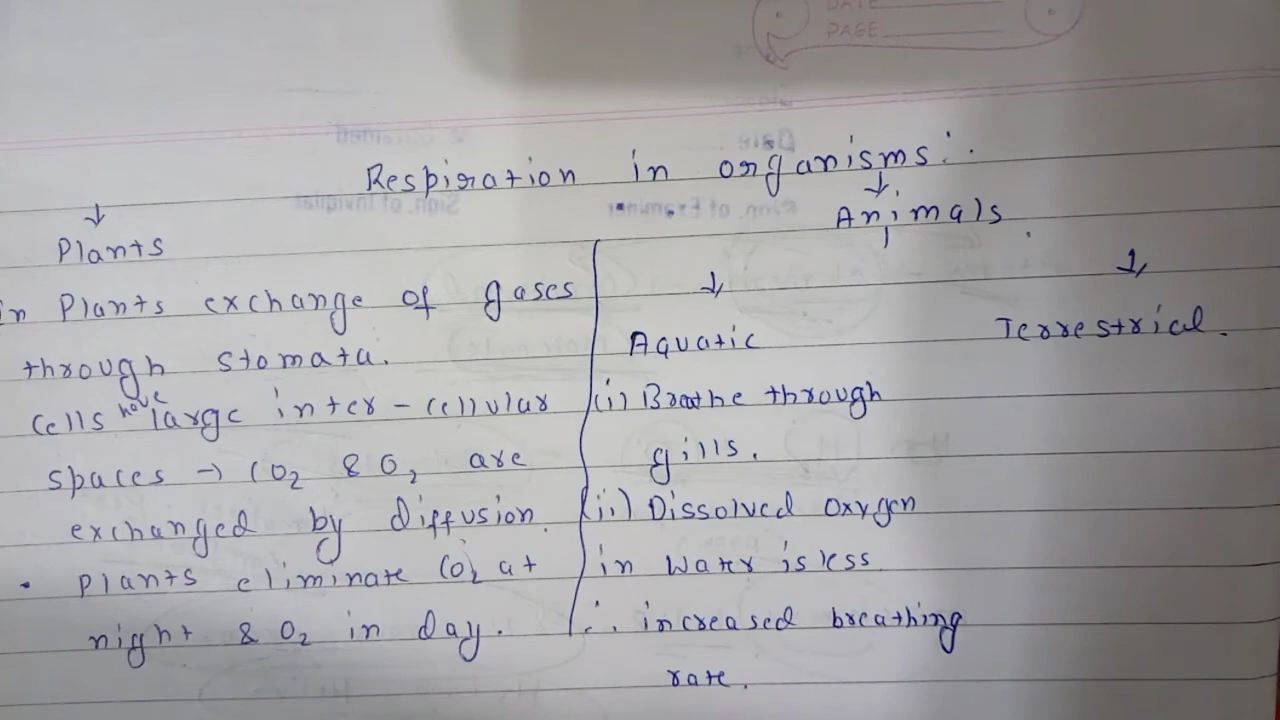 DATE
PAGE
Respiration in organisms:.
↓
Plants
In Plants exchange of gases
through stomata.
Cells have large inter-cellular
spaces → CO2 & O2 are
exchanged by diffusion.
• Plants eliminate CO2 at
night & O2 in day.
↓
Animals
↓
Aquatic
(i) Breathe through
gills.
(ii) Dissolved oxygen
in water is less
∴ increased breathing
rate.
↓
Terrestrial.